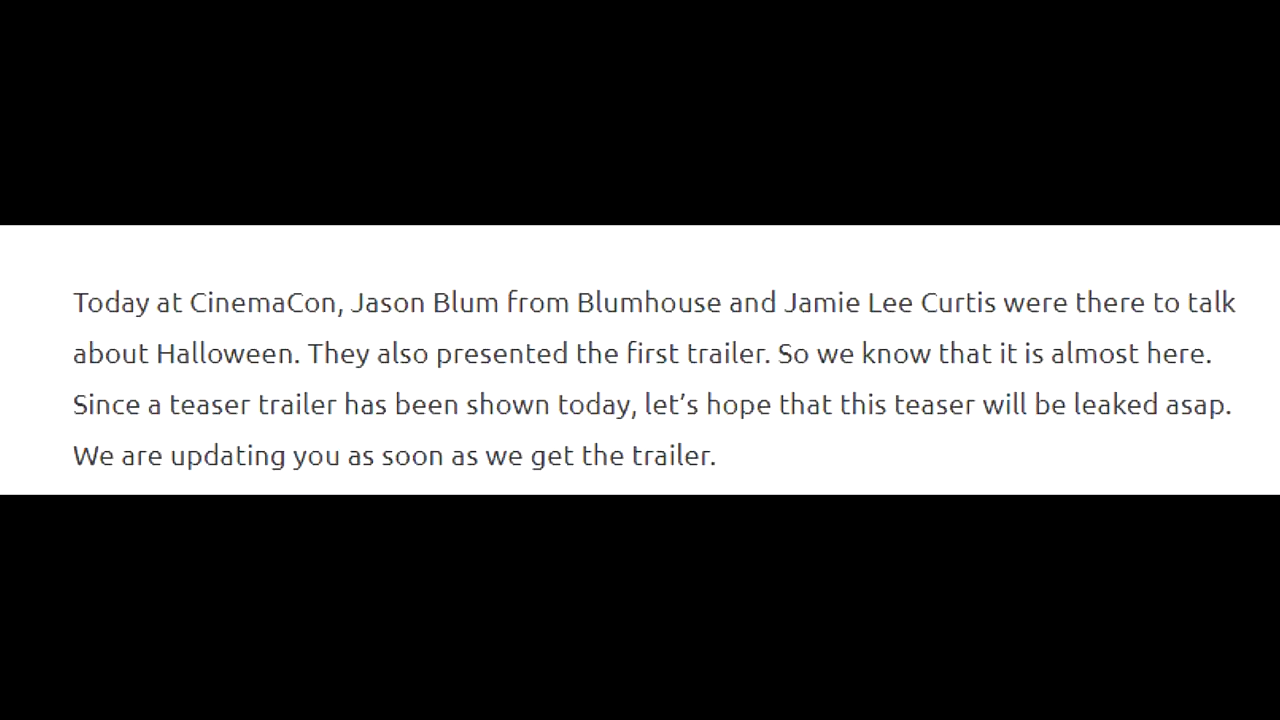 Today at CinemaCon, Jason Blum from Blumhouse and Jamie Lee Curtis were there to talk
about Halloween. They also presented the first trailer. So we know that it is almost here.
Since a teaser trailer has been shown today, let’s hope that this teaser will be leaked asap.
We are updating you as soon as we get the trailer.